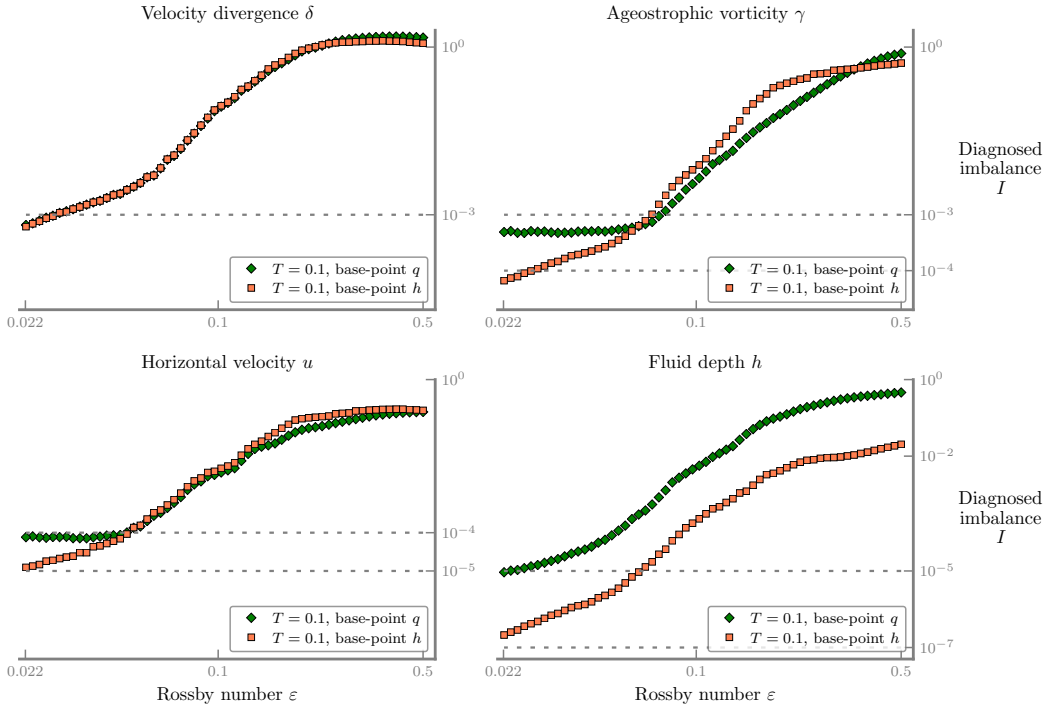 Velocity divergence δ
10⁰
10⁻³
T = 0.1, base-point q
T = 0.1, base-point h
0.022
0.1
0.5
Ageostrophic vorticity γ
10⁰
10⁻³
10⁻⁴
T = 0.1, base-point q
T = 0.1, base-point h
0.022
0.1
0.5
Diagnosed
imbalance
I
Horizontal velocity u
10⁰
10⁻⁴
10⁻⁵
T = 0.1, base-point q
T = 0.1, base-point h
0.022
0.1
0.5
Rossby number ε
Fluid depth h
10⁰
10⁻²
10⁻⁵
10⁻⁷
T = 0.1, base-point q
T = 0.1, base-point h
0.022
0.1
0.5
Rossby number ε
Diagnosed
imbalance
I